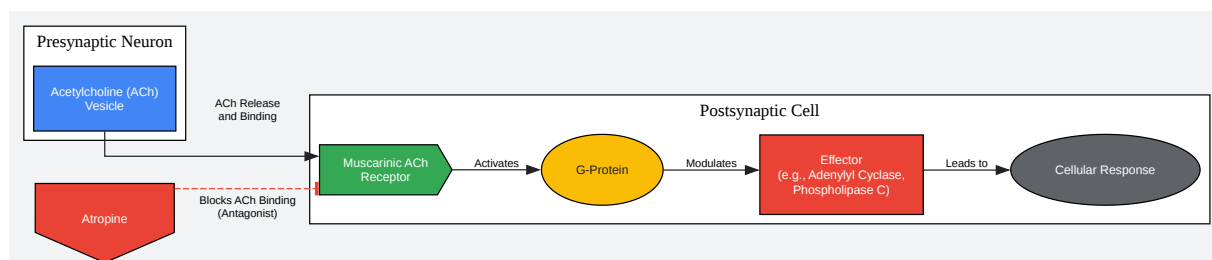 Presynaptic Neuron
Acetylcholine (ACh)
Vesicle
ACh Release
and Binding
Postsynaptic Cell
Muscarinic ACh
Receptor
Activates
G-Protein
Modulates
Effector
(e.g., Adenylyl Cyclase,
Phospholipase C)
Leads to
Cellular Response
Atropine
Blocks ACh Binding
(Antagonist)